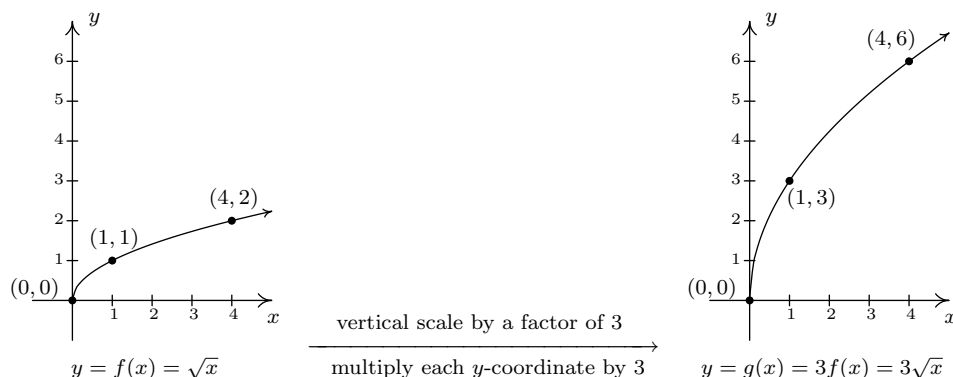 y
6
5
4
3
2
1
(0, 0)
(1, 1)
(4, 2)
1 2 3 4
x
y = f(x) = √x
vertical scale by a factor of 3
multiply each y-coordinate by 3
y
6
5
4
3
2
1
(4, 6)
(1, 3)
(0, 0)
1 2 3 4
x
y = g(x) = 3f(x) = 3√x